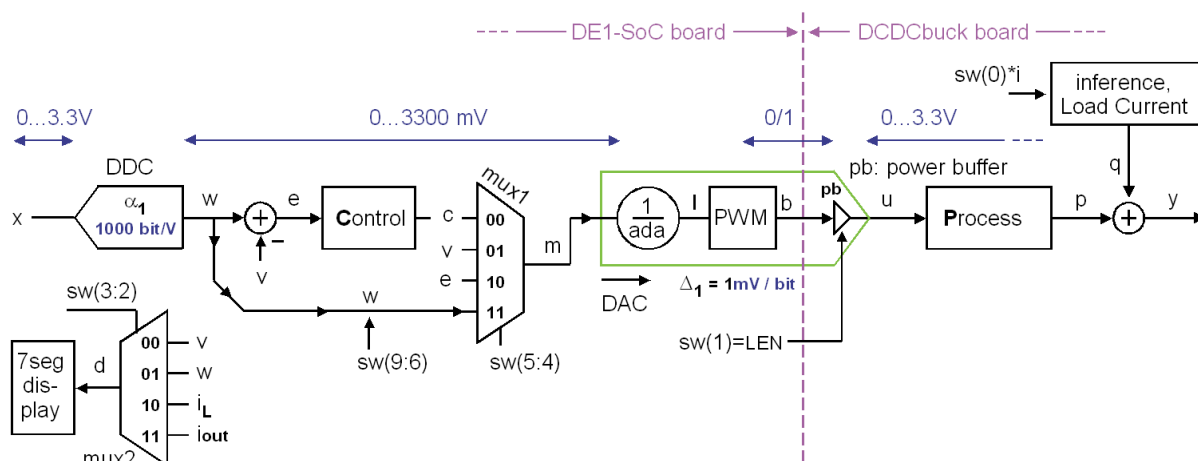 DE1-SoC board
DCDCbuck board
sw(0)*i
inference,
Load Current
0...3.3V
0...3300 mV
0/1
0...3.3V
DDC
α1
1000 bit/V
x
w
e
Control
c
mux1
00
v
01
e
10
w
11
+
-
v
m
1
ada
l
PWM
b
pb
pb: power buffer
u
Process
p
q
+
y
DAC
Δ1 = 1mV / bit
sw(1)=LEN
sw(9:6)
sw(5:4)
sw(3:2)
7seg
dis-
play
d
00
v
01
w
10
iL
11
iout
mux2